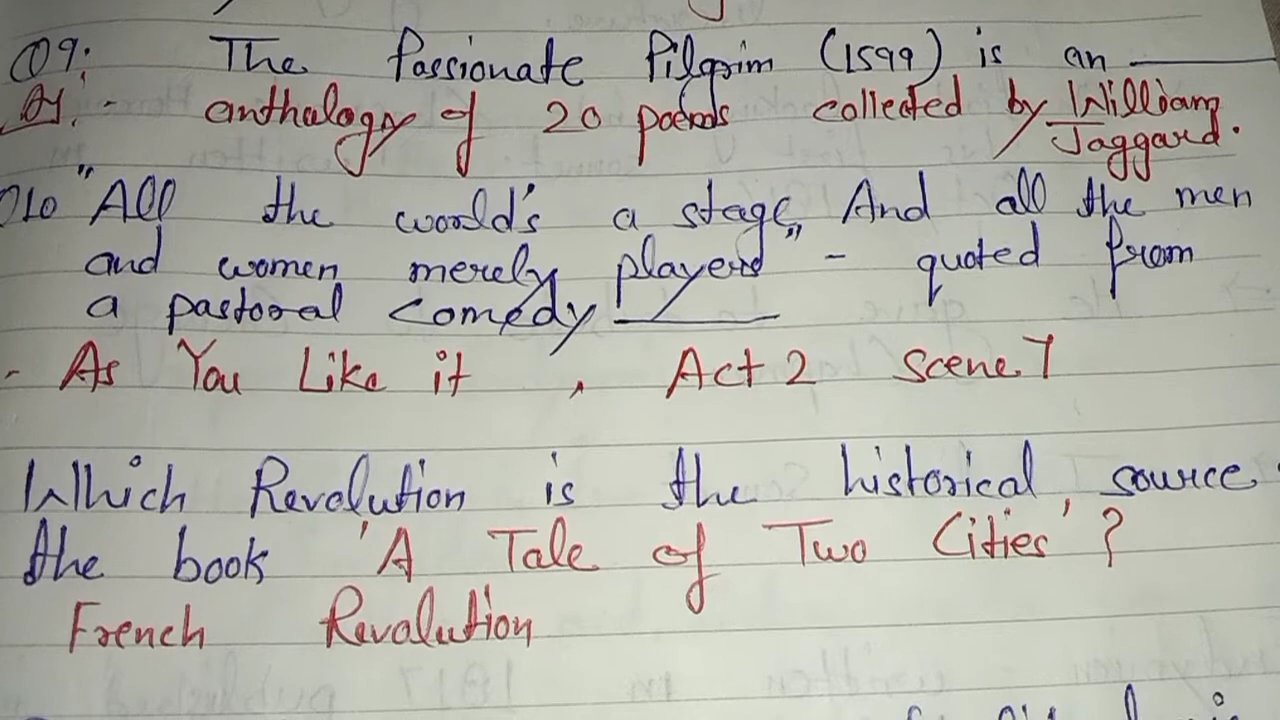 Q9. The Passionate Pilgrim (1599) is an
A: - anthology of 20 poems collected by William
Jaggard.
Q10 "All the world's a stage, And all the men
and women merely players" - quoted from
a pastoral comedy
- As You Like it , Act 2 Scene 7
Which Revolution is the historical source
the book 'A Tale of Two Cities' ?
French Revolution